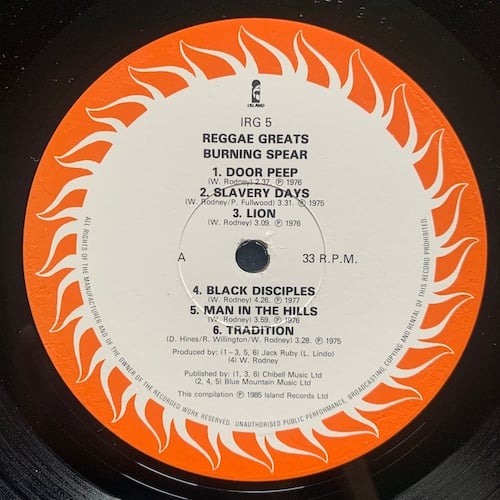 ISLAND
IRG 5
REGGAE GREATS
BURNING SPEAR
1. DOOR PEEP
(W. Rodney) 2.37. Ⓟ 1976
2. SLAVERY DAYS
(W. Rodney/P. Fullwood) 3.31. Ⓟ 1975
3. LION
(W. Rodney) 3.09. Ⓟ 1976
A 33 R.P.M.
4. BLACK DISCIPLES
(W. Rodney) 4.26. Ⓟ 1977
5. MAN IN THE HILLS
(W. Rodney) 3.59. Ⓟ 1976
6. TRADITION
(D. Hines/R. Willington/W. Rodney) 3.28. Ⓟ 1975
Produced by: (1–3, 5, 6) Jack Ruby (L. Lindo)
(4) W. Rodney
Published by: (1, 3, 6) Chibell Music Ltd
(2, 4, 5) Blue Mountain Music Ltd
This compilation Ⓟ 1985 Island Records Ltd
ALL RIGHTS OF THE MANUFACTURER AND OF THE OWNER OF THE RECORDED WORK RESERVED. UNAUTHORISED PUBLIC PERFORMANCE, BROADCASTING, COPYING AND RENTAL OF THIS RECORD PROHIBITED.